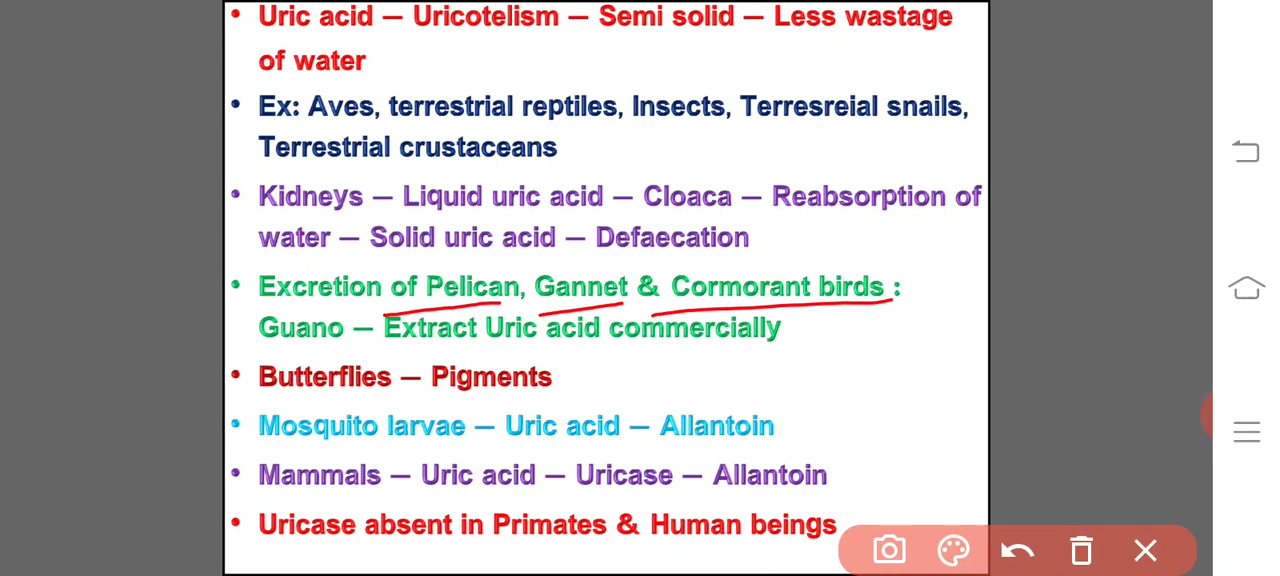 • Uric acid – Uricotelism – Semi solid – Less wastage
of water
• Ex: Aves, terrestrial reptiles, Insects, Terresreial snails,
Terrestrial crustaceans
• Kidneys – Liquid uric acid – Cloaca – Reabsorption of
water – Solid uric acid – Defaecation
• Excretion of Pelican, Gannet & Cormorant birds :
Guano – Extract Uric acid commercially
• Butterflies – Pigments
• Mosquito larvae – Uric acid – Allantoin
• Mammals – Uric acid – Uricase – Allantoin
• Uricase absent in Primates & Human beings